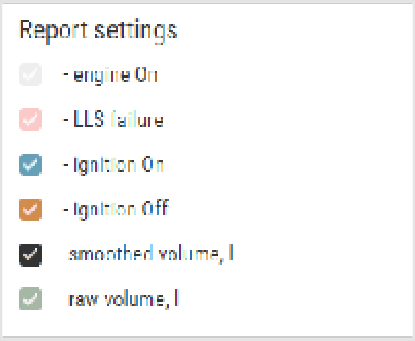 Report settings
- engine On
- LLS failure
- Ignition On
- Ignition Off
smoothed volume, l
raw volume, l